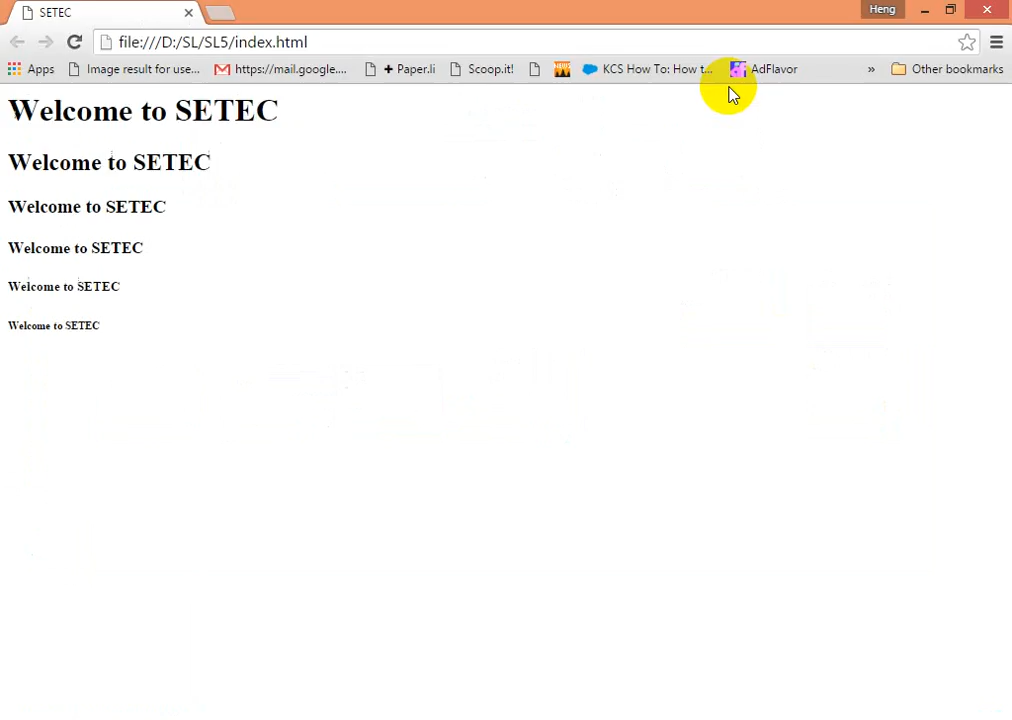 SETEC
Heng
file:///D:/SL/SL5/index.html
Apps Image result for use... https://mail.google.... + Paper.li Scoop.it! KCS How To: How t... AdFlavor » Other bookmarks
Welcome to SETEC
Welcome to SETEC
Welcome to SETEC
Welcome to SETEC
Welcome to SETEC
Welcome to SETEC